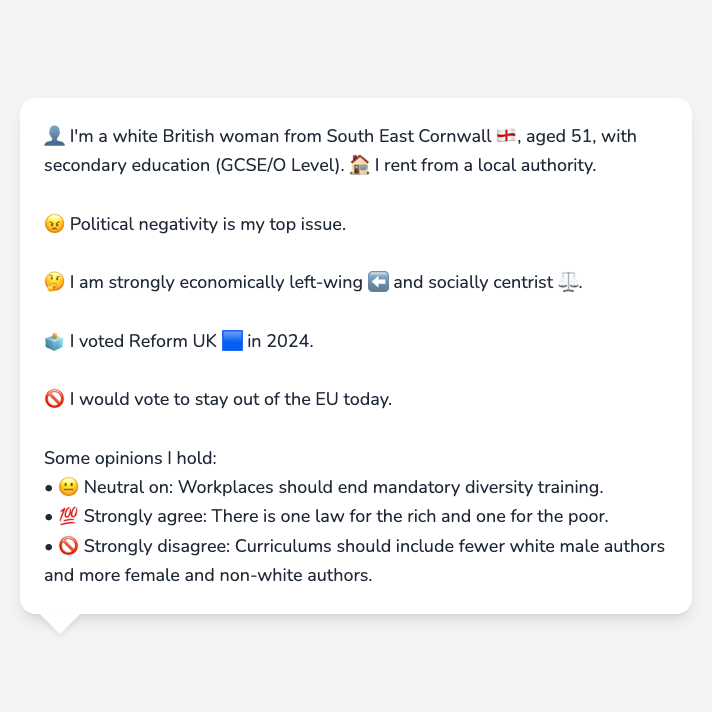 👤 I'm a white British woman from South East Cornwall 🏴󠁧󠁢󠁥󠁮󠁧󠁿, aged 51, with
secondary education (GCSE/O Level). 🏠 I rent from a local authority.
😠 Political negativity is my top issue.
🤔 I am strongly economically left-wing ⬅️ and socially centrist ⚖️.
🗳️ I voted Reform UK 🟦 in 2024.
🚫 I would vote to stay out of the EU today.
Some opinions I hold:
• 😐 Neutral on: Workplaces should end mandatory diversity training.
• 💯 Strongly agree: There is one law for the rich and one for the poor.
• 🚫 Strongly disagree: Curriculums should include fewer white male authors
and more female and non-white authors.